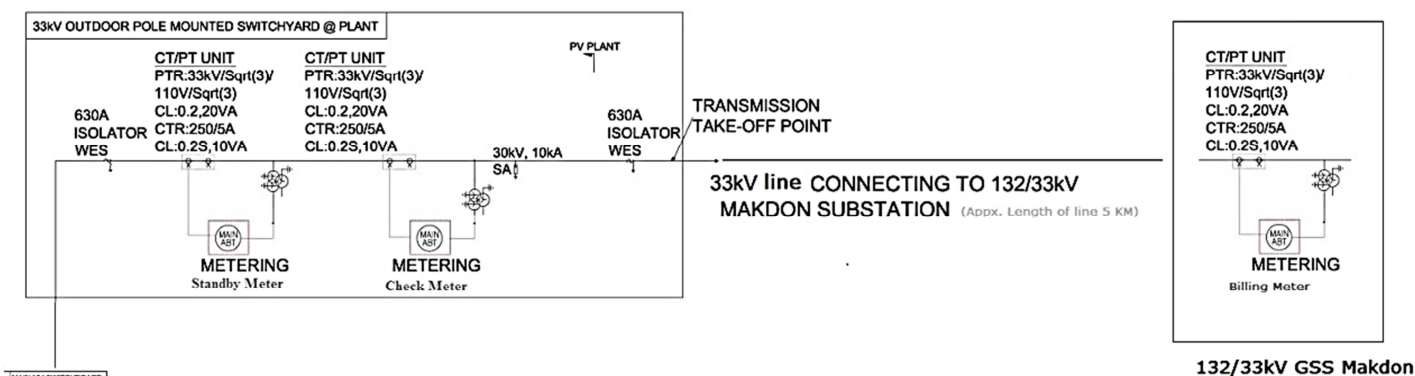 33kV OUTDOOR POLE MOUNTED SWITCHYARD @ PLANT
630A
ISOLATOR
WES
CT/PT UNIT
PTR:33kV/Sqrt(3)/
110V/Sqrt(3)
CL:0.2,20VA
CTR:250/5A
CL:0.2S,10VA
MAIN
ABT
METERING
Standby Meter
CT/PT UNIT
PTR:33kV/Sqrt(3)/
110V/Sqrt(3)
CL:0.2,20VA
CTR:250/5A
CL:0.2S,10VA
MAIN
ABT
METERING
Check Meter
30kV, 10kA
SA
PV PLANT
630A
ISOLATOR
WES
TRANSMISSION
TAKE-OFF POINT
33kV line CONNECTING TO 132/33kV
MAKDON SUBSTATION (Appx. Length of line 5 KM)
CT/PT UNIT
PTR:33kV/Sqrt(3)/
110V/Sqrt(3)
CL:0.2,20VA
CTR:250/5A
CL:0.2S,10VA
MAIN
ABT
METERING
Billing Meter
132/33kV GSS Makdon